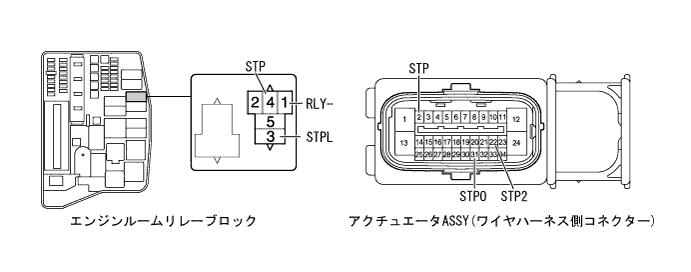 STP
2 4 1
RLY−
5
3
STPL
エンジンルームリレーブロック
STP
1 2 3 4 5 6 7 8 9 10 11 12
13 14 15 16 17 18 19 20 21 22 23 24
25 26 27 28 29 30 31 32 33 34
STPO STP2
アクチュエータASSY(ワイヤハーネス側コネクター)